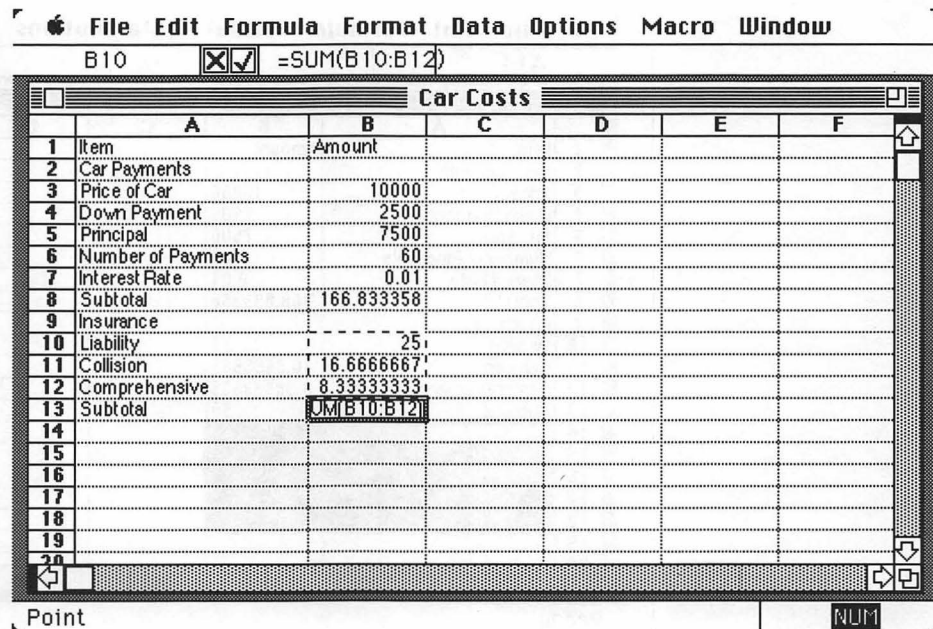 File Edit Formula Format Data Options Macro Window
B10 =SUM(B10:B12)
Car Costs
A B C D E F
1 Item Amount
2 Car Payments
3 Price of Car 10000
4 Down Payment 2500
5 Principal 7500
6 Number of Payments 60
7 Interest Rate 0.01
8 Subtotal 166.833358
9 Insurance
10 Liability 25
11 Collision 16.6666667
12 Comprehensive 8.33333333
13 Subtotal UM(B10:B12)
14
15
16
17
18
19
20
Point NUM